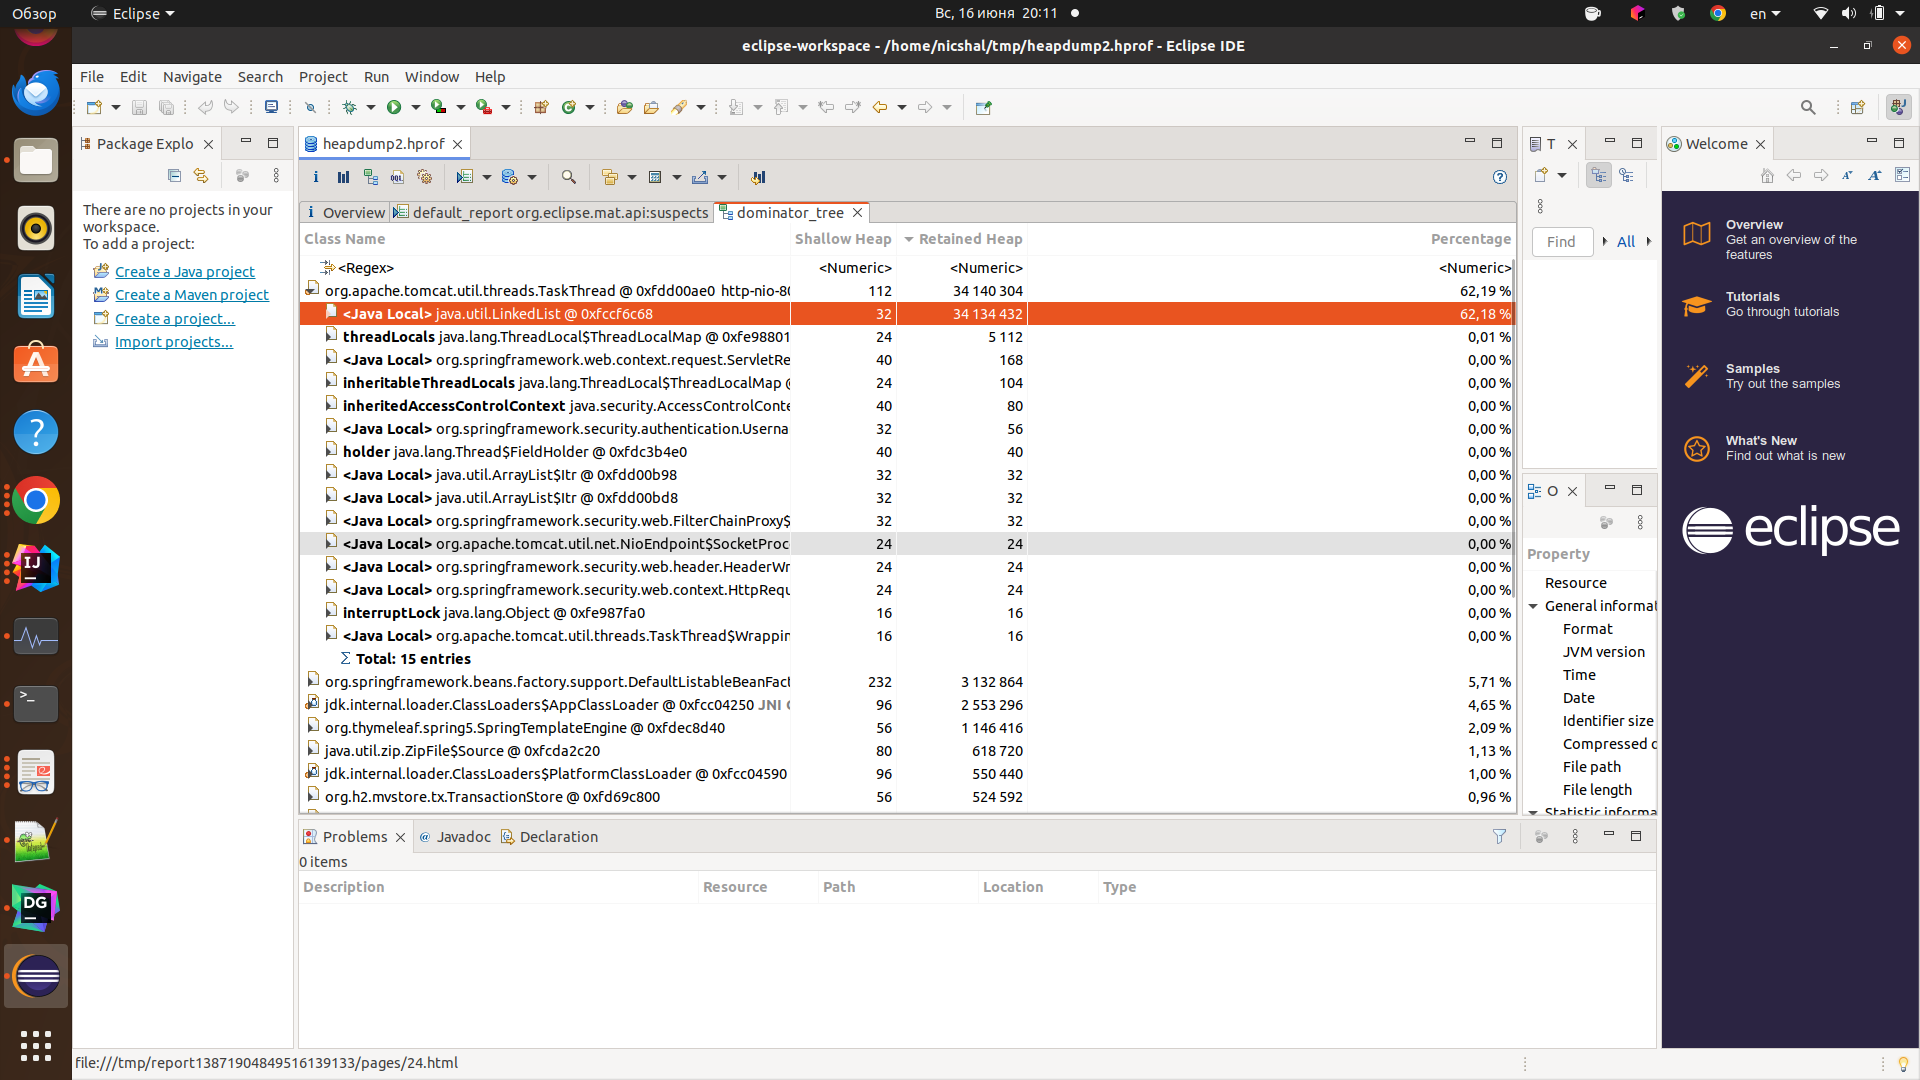 Обзор
Eclipse
Вс, 16 июня 20:11
en
eclipse-workspace - /home/nicshal/tmp/heapdump2.hprof - Eclipse IDE
File Edit Navigate Search Project Run Window Help
Package Explo
There are no projects in your
workspace.
To add a project:
Create a Java project
Create a Maven project
Create a project...
Import projects...
heapdump2.hprof
Overview
default_report org.eclipse.mat.api:suspects
dominator_tree
Class Name Shallow Heap Retained Heap Percentage
<Regex> <Numeric> <Numeric> <Numeric>
org.apache.tomcat.util.threads.TaskThread @ 0xfdd00ae0 http-nio-80 112 34 140 304 62,19 %
<Java Local> java.util.LinkedList @ 0xfccf6c68 32 34 134 432 62,18 %
threadLocals java.lang.ThreadLocal$ThreadLocalMap @ 0xfe98801 24 5 112 0,01 %
<Java Local> org.springframework.web.context.request.ServletRe 40 168 0,00 %
inheritableThreadLocals java.lang.ThreadLocal$ThreadLocalMap @ 24 104 0,00 %
inheritedAccessControlContext java.security.AccessControlConte 40 80 0,00 %
<Java Local> org.springframework.security.authentication.Userna 32 56 0,00 %
holder java.lang.Thread$FieldHolder @ 0xfdc3b4e0 40 40 0,00 %
<Java Local> java.util.ArrayList$Itr @ 0xfdd00b98 32 32 0,00 %
<Java Local> java.util.ArrayList$Itr @ 0xfdd00bd8 32 32 0,00 %
<Java Local> org.springframework.security.web.FilterChainProxy$ 32 32 0,00 %
<Java Local> org.apache.tomcat.util.net.NioEndpoint$SocketProc 24 24 0,00 %
<Java Local> org.springframework.security.web.header.HeaderWr 24 24 0,00 %
<Java Local> org.springframework.security.web.context.HttpRequ 24 24 0,00 %
interruptLock java.lang.Object @ 0xfe987fa0 16 16 0,00 %
<Java Local> org.apache.tomcat.util.threads.TaskThread$Wrappin 16 16 0,00 %
Σ Total: 15 entries
org.springframework.beans.factory.support.DefaultListableBeanFact 232 3 132 864 5,71 %
jdk.internal.loader.ClassLoaders$AppClassLoader @ 0xfcc04250 JNI G 96 2 553 296 4,65 %
org.thymeleaf.spring5.SpringTemplateEngine @ 0xfdec8d40 56 1 146 416 2,09 %
java.util.zip.ZipFile$Source @ 0xfcda2c20 80 618 720 1,13 %
jdk.internal.loader.ClassLoaders$PlatformClassLoader @ 0xfcc04590 96 550 440 1,00 %
org.h2.mvstore.tx.TransactionStore @ 0xfd69c800 56 524 592 0,96 %
T
Find
All
O
Property
Resource
General informat
Format
JVM version
Time
Date
Identifier size
Compressed o
File path
File length
Statistic informa
Welcome
Overview
Get an overview of the
features
Tutorials
Go through tutorials
Samples
Try out the samples
What's New
Find out what is new
eclipse
Problems
@ Javadoc
Declaration
0 items
Description Resource Path Location Type
IJ
DG
file:///tmp/report13871904849516139133/pages/24.html